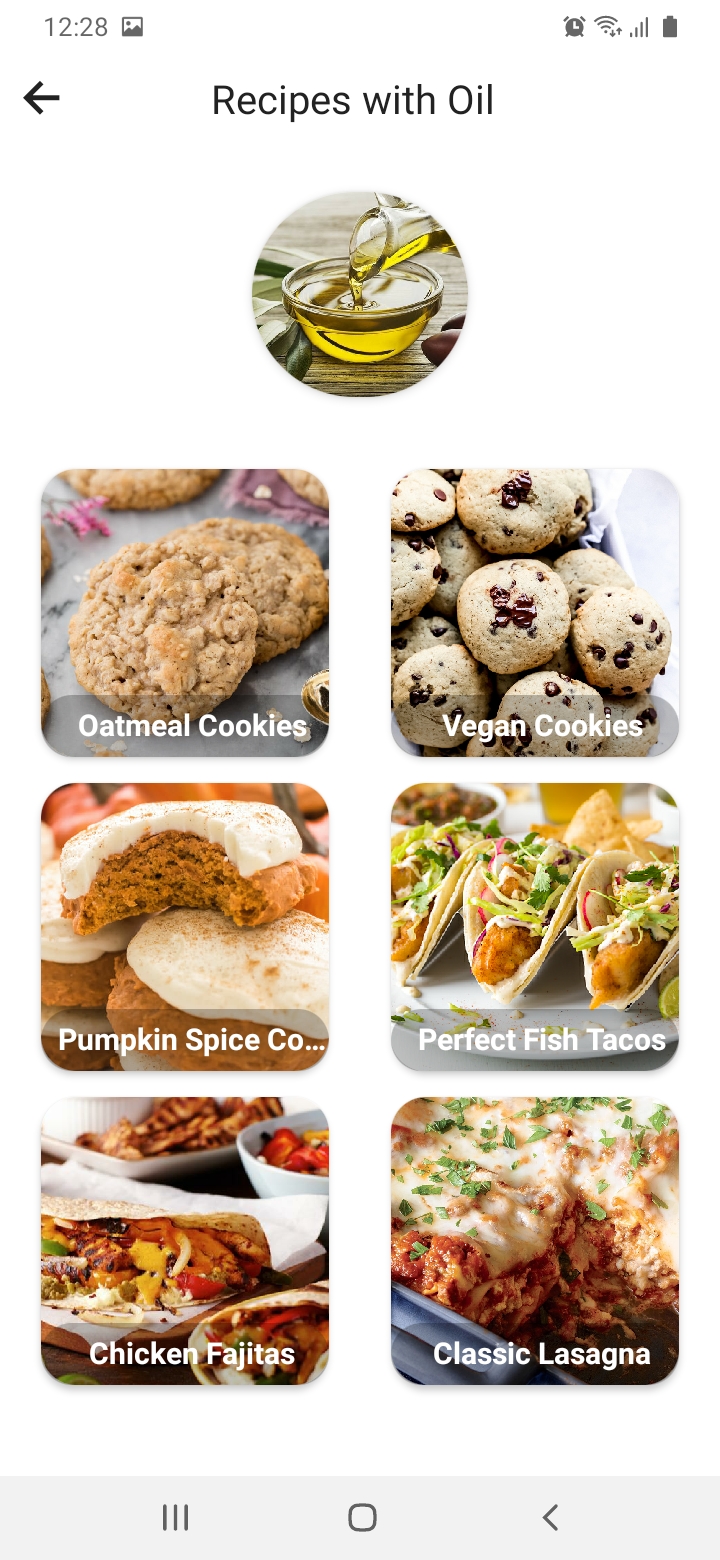 12:28
Recipes with Oil
Oatmeal Cookies
Vegan Cookies
Pumpkin Spice Co...
Perfect Fish Tacos
Chicken Fajitas
Classic Lasagna